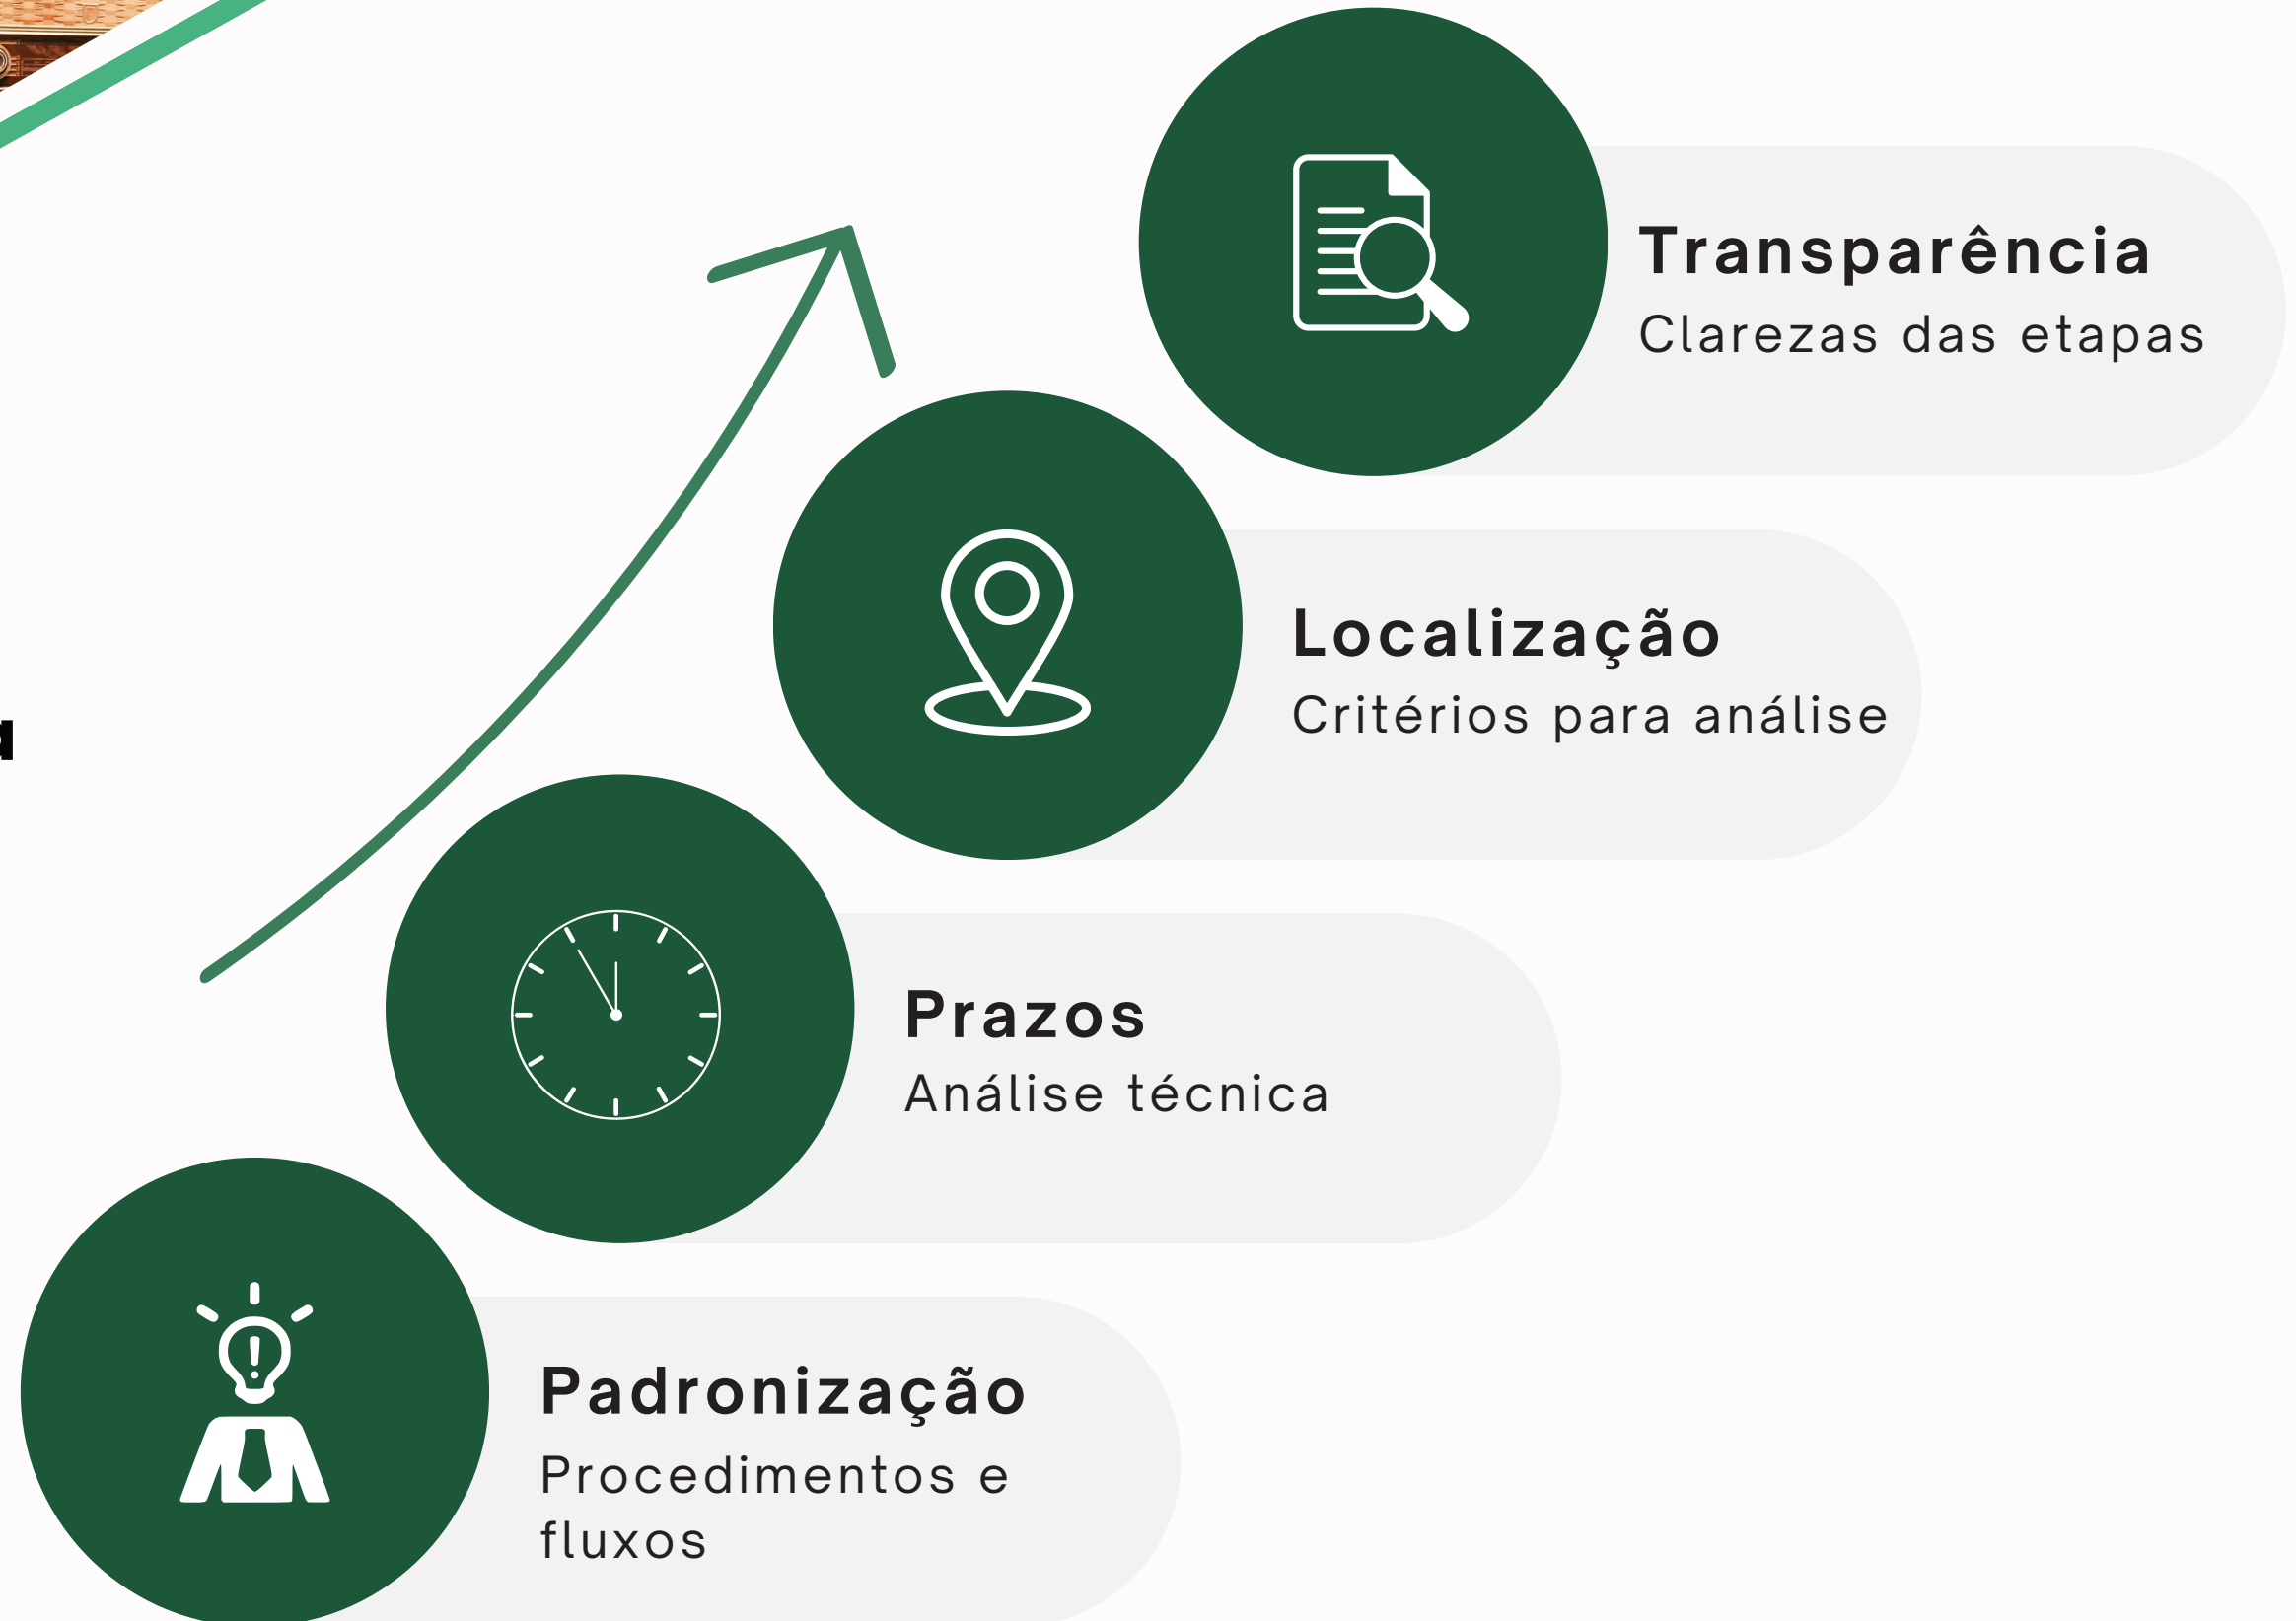 Transparência
Clarezas das etapas
Localização
Critérios para análise
a
Prazos
Análise técnica
Padronização
Procedimentos e
fluxos